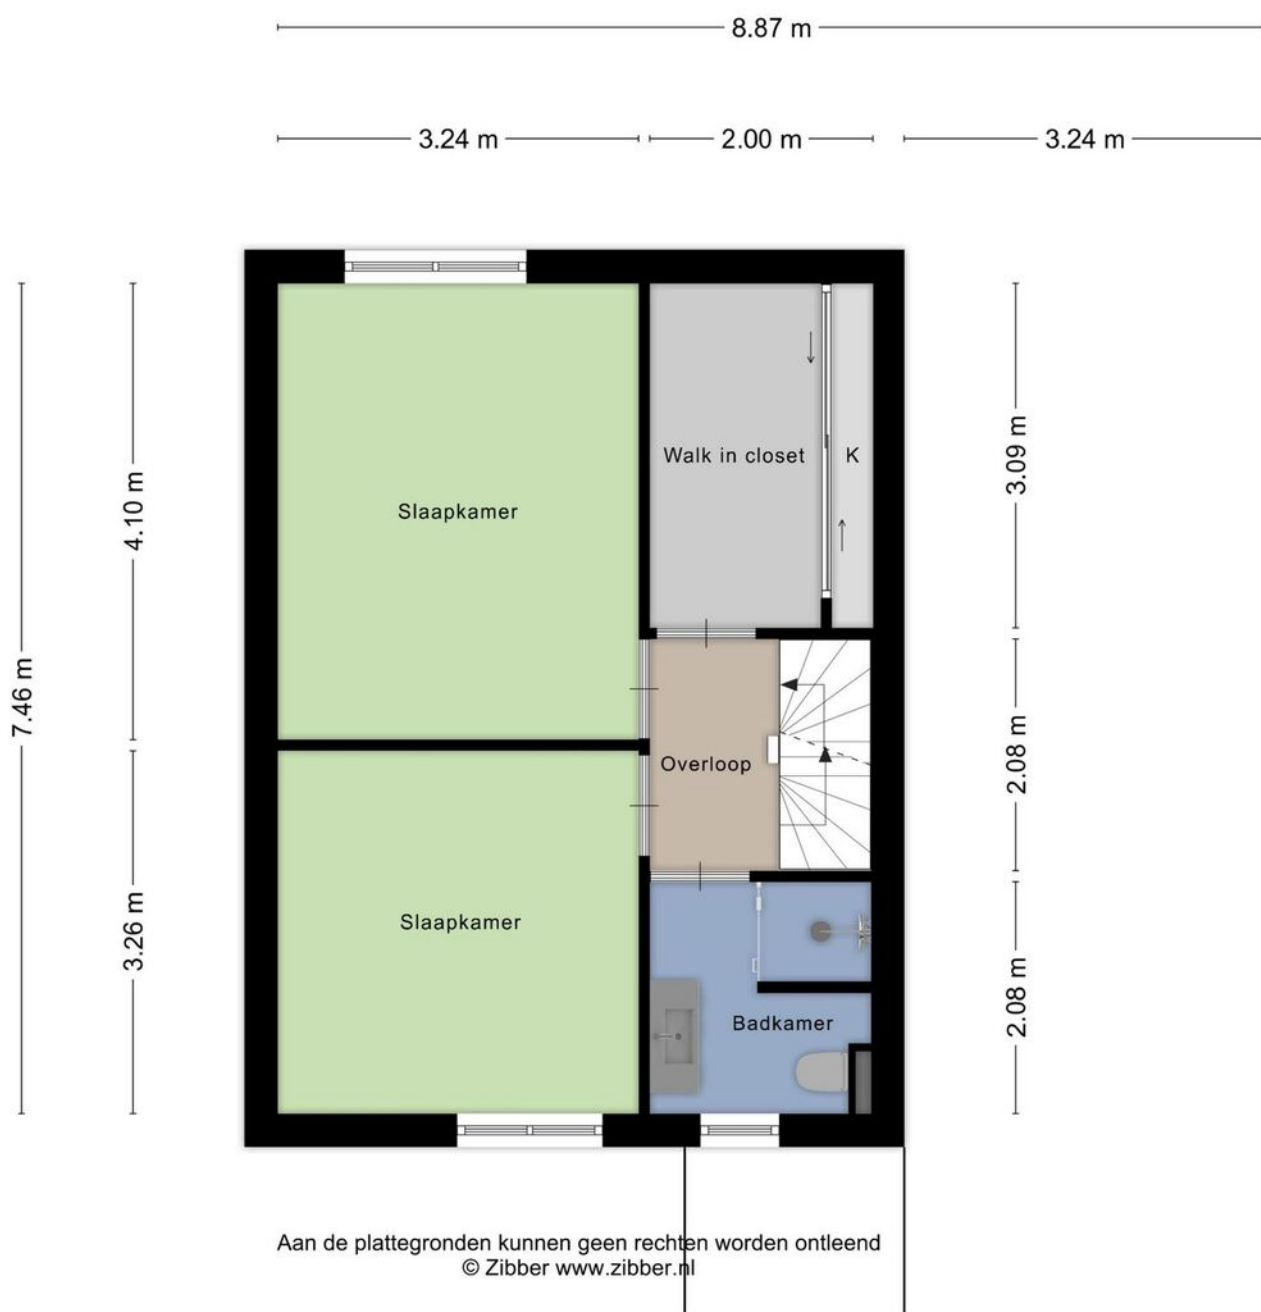 8.87 m
3.24 m
2.00 m
3.24 m
7.46 m
4.10 m
3.26 m
3.09 m
2.08 m
2.08 m
Walk in closet
K
Slaapkamer
Overloop
Slaapkamer
Badkamer
Aan de plattegronden kunnen geen rechten worden ontleend
© Zibber www.zibber.nl